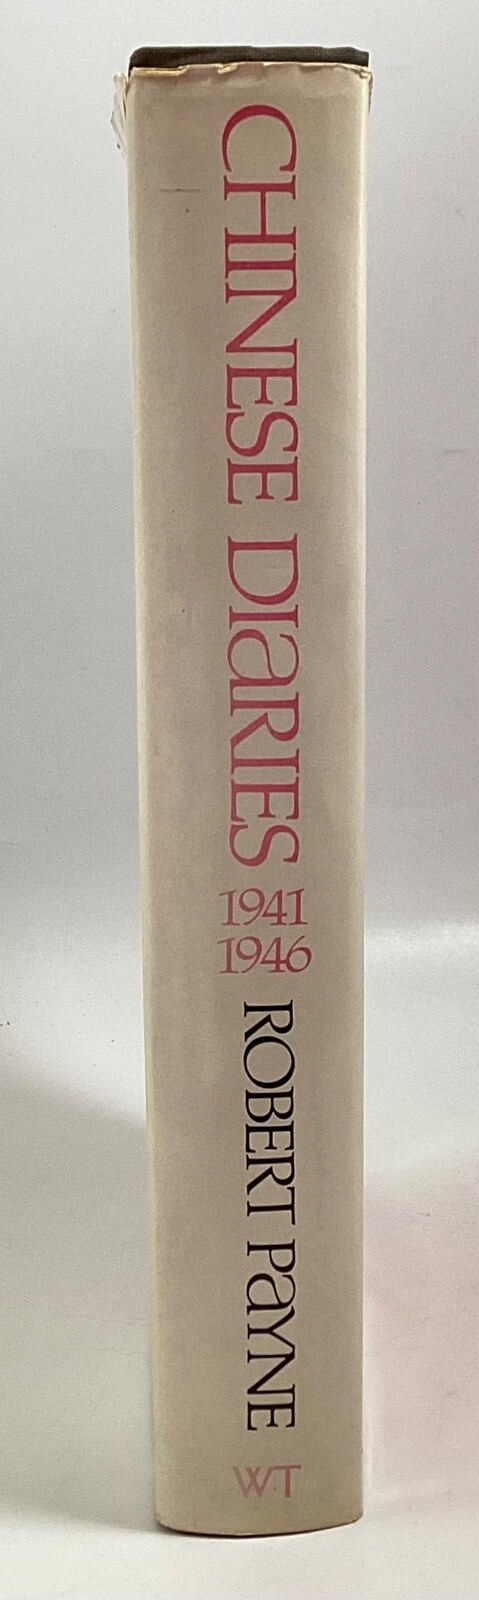 CHINESE DIARIES
1941
1946
ROBERT PAYNE
W·T